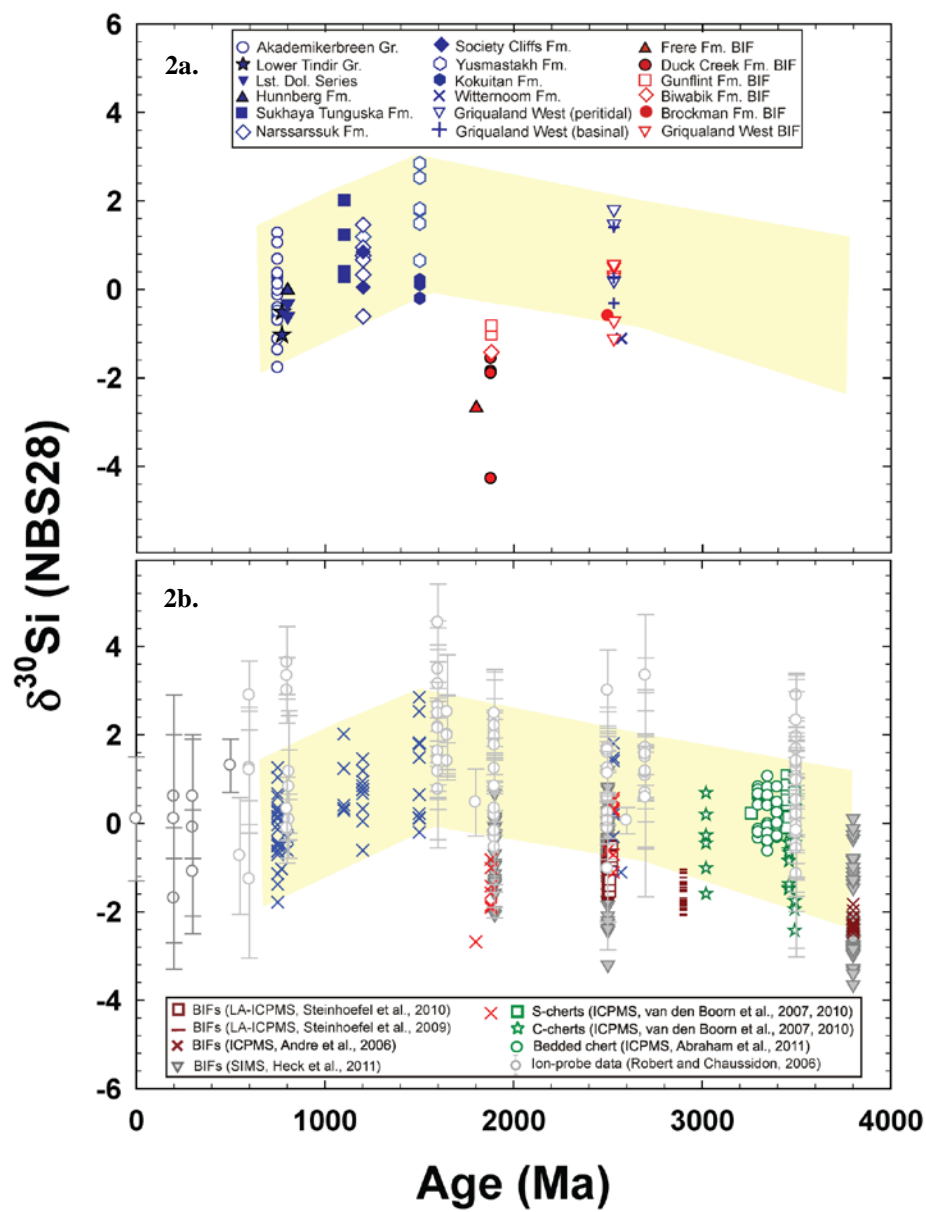 δ30Si (NBS28)
6
4
2
0
-2
-4
2a.
Akademikerbreen Gr.
Lower Tindir Gr.
Lst. Dol. Series
Hunnberg Fm.
Sukhaya Tunguska Fm.
Narssarssuk Fm.
Society Cliffs Fm.
Yusmastakh Fm.
Kokuitan Fm.
Witternoom Fm.
Griqualand West (peritidal)
Griqualand West (basinal)
Frere Fm. BIF
Duck Creek Fm. BIF
Gunflint Fm. BIF
Biwabik Fm. BIF
Brockman Fm. BIF
Griqualand West BIF
2b.
4
2
0
-2
-4
-6
BIFs (LA-ICPMS, Steinhoefel et al., 2010)
BIFs (LA-ICPMS, Steinhoefel et al., 2009)
BIFs (ICPMS, Andre et al., 2006)
BIFs (SIMS, Heck et al., 2011)
S-cherts (ICPMS, van den Boorn et al., 2007, 2010)
C-cherts (ICPMS, van den Boorn et al., 2007, 2010)
Bedded chert (ICPMS, Abraham et al., 2011)
Ion-probe data (Robert and Chaussidon, 2006)
0 1000 2000 3000 4000
Age (Ma)